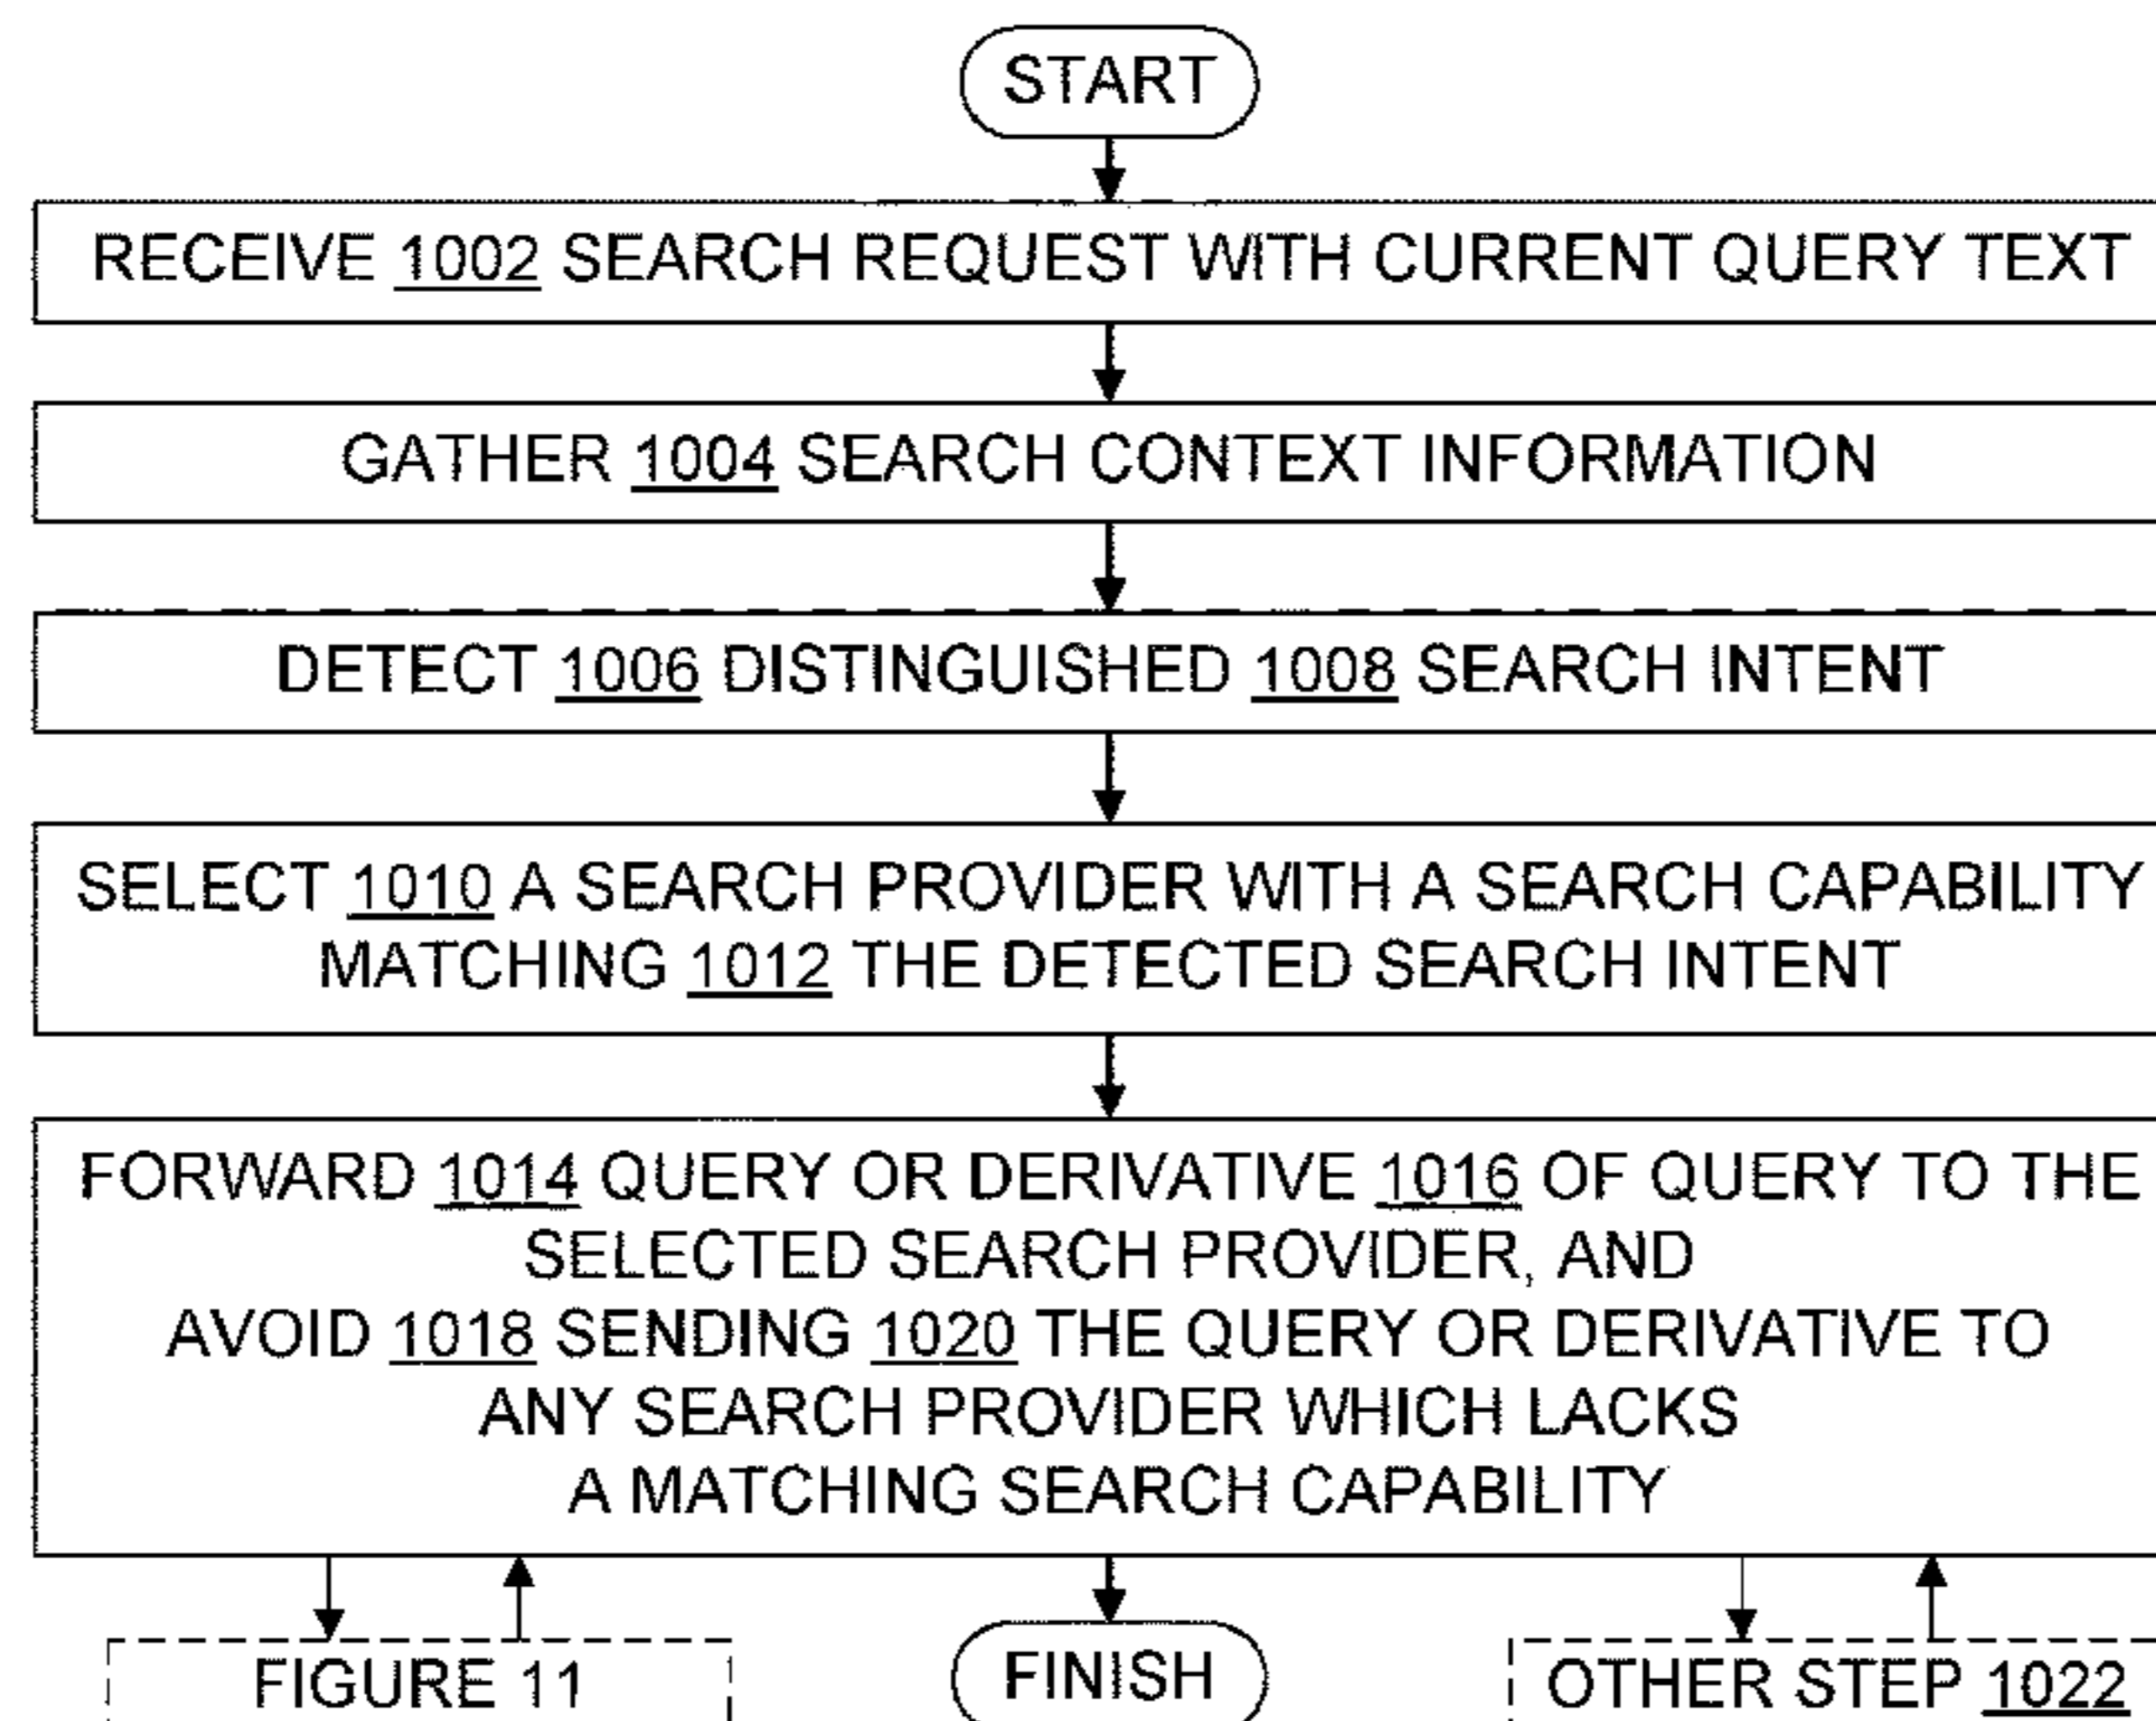 START
RECEIVE 1002 SEARCH REQUEST WITH CURRENT QUERY TEXT
GATHER 1004 SEARCH CONTEXT INFORMATION
DETECT 1006 DISTINGUISHED 1008 SEARCH INTENT
SELECT 1010 A SEARCH PROVIDER WITH A SEARCH CAPABILITY
MATCHING 1012 THE DETECTED SEARCH INTENT
FORWARD 1014 QUERY OR DERIVATIVE 1016 OF QUERY TO THE
SELECTED SEARCH PROVIDER, AND
AVOID 1018 SENDING 1020 THE QUERY OR DERIVATIVE TO
ANY SEARCH PROVIDER WHICH LACKS
A MATCHING SEARCH CAPABILITY
FIGURE 11
FINISH
OTHER STEP 1022